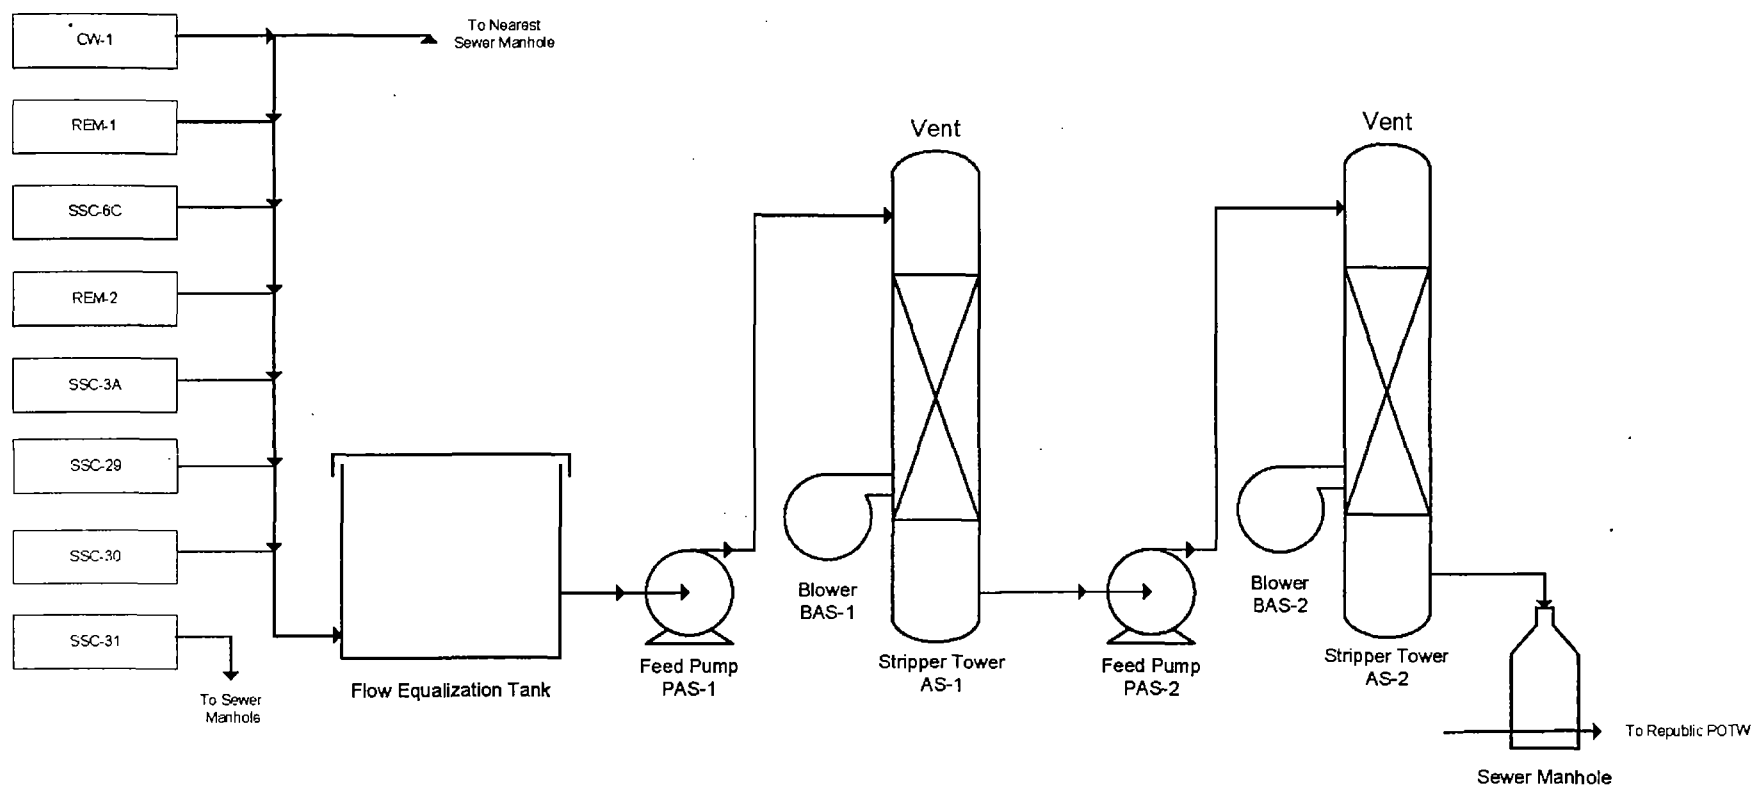 CW-1
To Nearest
Sewer Manhole
REM-1
SSC-6C
REM-2
SSC-3A
SSC-29
SSC-30
SSC-31
To Sewer
Manhole
Flow Equalization Tank
Feed Pump
PAS-1
Blower
BAS-1
Vent
Stripper Tower
AS-1
Feed Pump
PAS-2
Blower
BAS-2
Vent
Stripper Tower
AS-2
To Republic POTW
Sewer Manhole